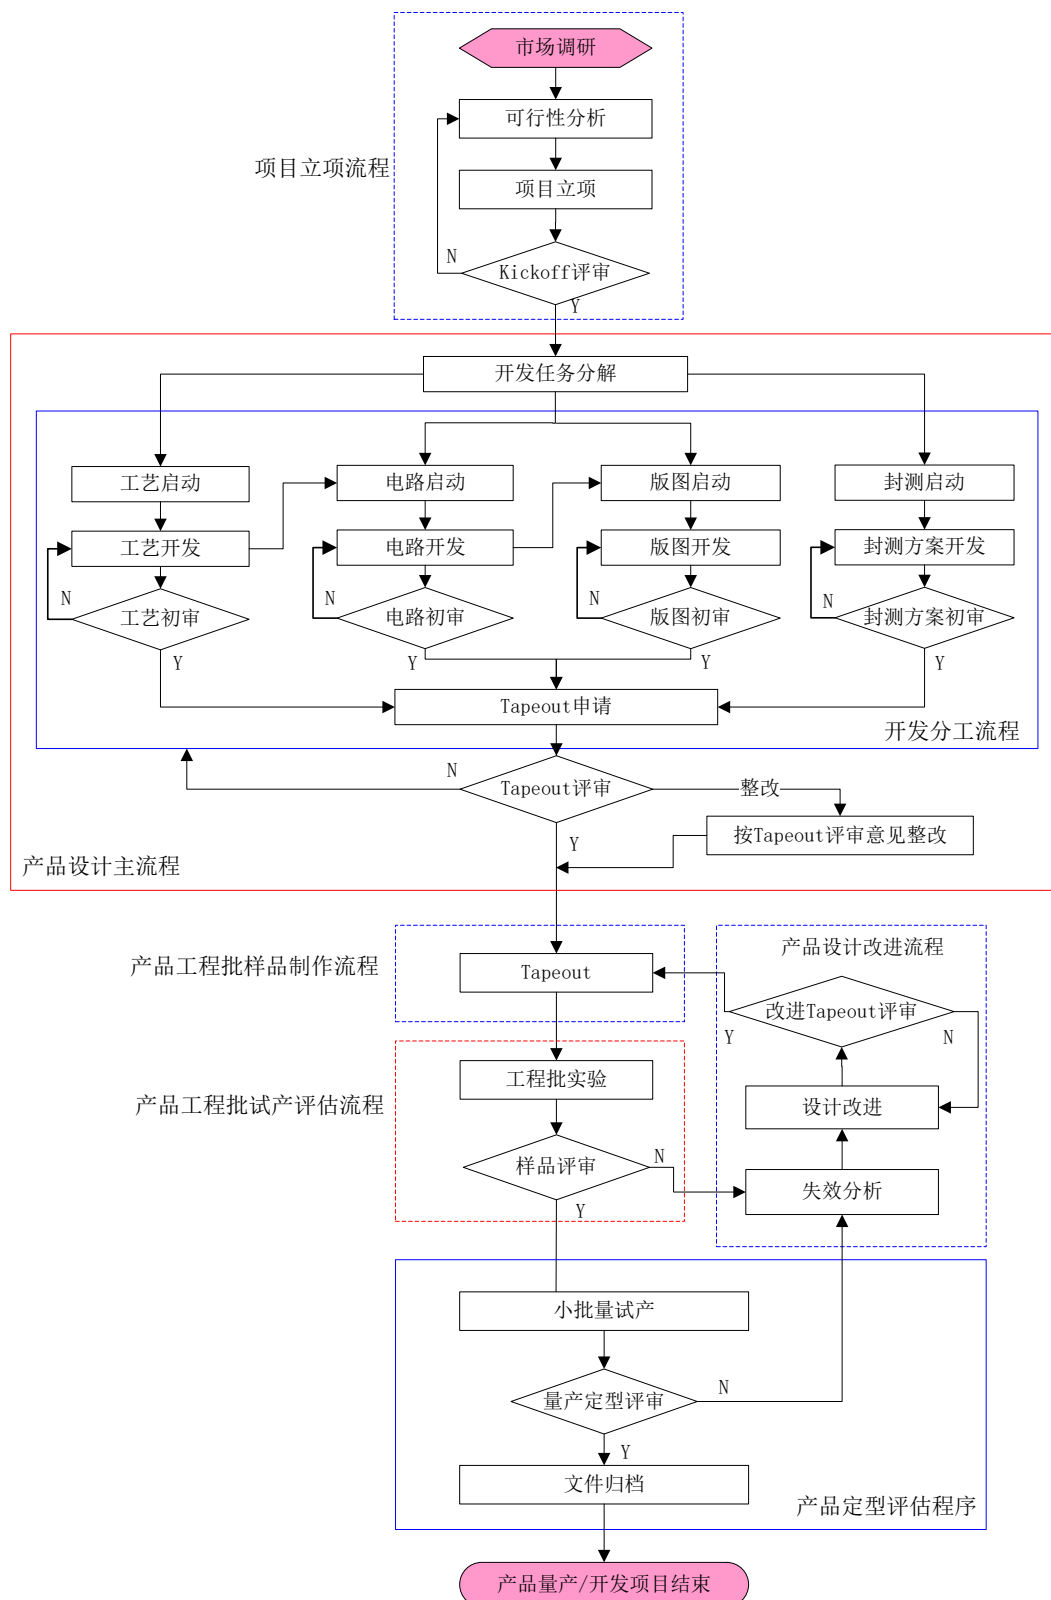 市场调研
可行性分析
项目立项流程
项目立项
N
Kickoff评审
Y
开发任务分解
工艺启动
电路启动
版图启动
封测启动
工艺开发
电路开发
版图开发
封测方案开发
N
N
N
N
工艺初审
电路初审
版图初审
封测方案初审
Y
Y
Y
Y
Tapeout申请
开发分工流程
N
Tapeout评审
整改
Y
按Tapeout评审意见整改
产品设计主流程
产品设计改进流程
产品工程批样品制作流程
Tapeout
改进Tapeout评审
Y
N
工程批实验
产品工程批试产评估流程
设计改进
样品评审
N
失效分析
Y
小批量试产
量产定型评审
N
Y
文件归档
产品定型评估程序
产品量产/开发项目结束